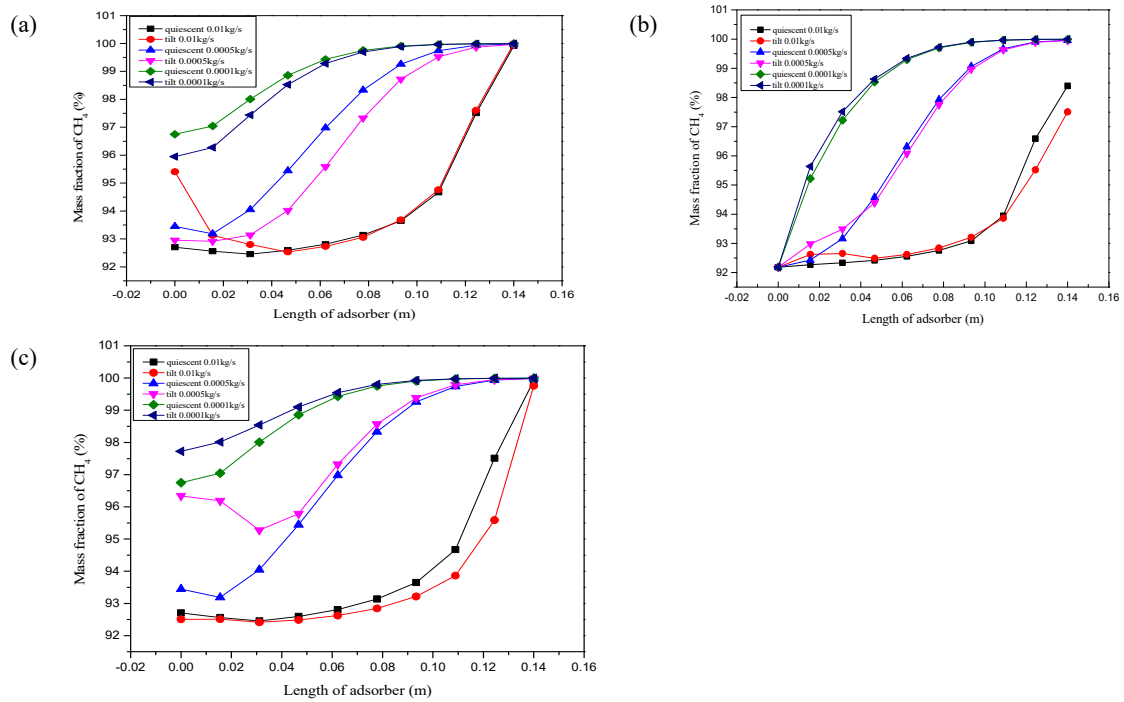 (a)
101
100
99
98
97
96
95
94
93
92
Mass fraction of CH4 (%)
quiescent 0.01kg/s
tilt 0.01kg/s
quiescent 0.0005kg/s
tilt 0.0005kg/s
quiescent 0.0001kg/s
tilt 0.0001kg/s
-0.02 0.00 0.02 0.04 0.06 0.08 0.10 0.12 0.14 0.16
Length of adsorber (m)
(b)
101
100
99
98
97
96
95
94
93
92
Mass fraction of CH4 (%)
quiescent 0.01kg/s
tilt 0.01kg/s
quiescent 0.0005kg/s
tilt 0.0005kg/s
quiescent 0.0001kg/s
tilt 0.0001kg/s
-0.02 0.00 0.02 0.04 0.06 0.08 0.10 0.12 0.14 0.16
Length of adsorber (m)
(c)
101
100
99
98
97
96
95
94
93
92
Mass fraction of CH4 (%)
quiescent 0.01kg/s
tilt 0.01kg/s
quiescent 0.0005kg/s
tilt 0.0005kg/s
quiescent 0.0001kg/s
tilt 0.0001kg/s
-0.02 0.00 0.02 0.04 0.06 0.08 0.10 0.12 0.14 0.16
Length of adsorber (m)